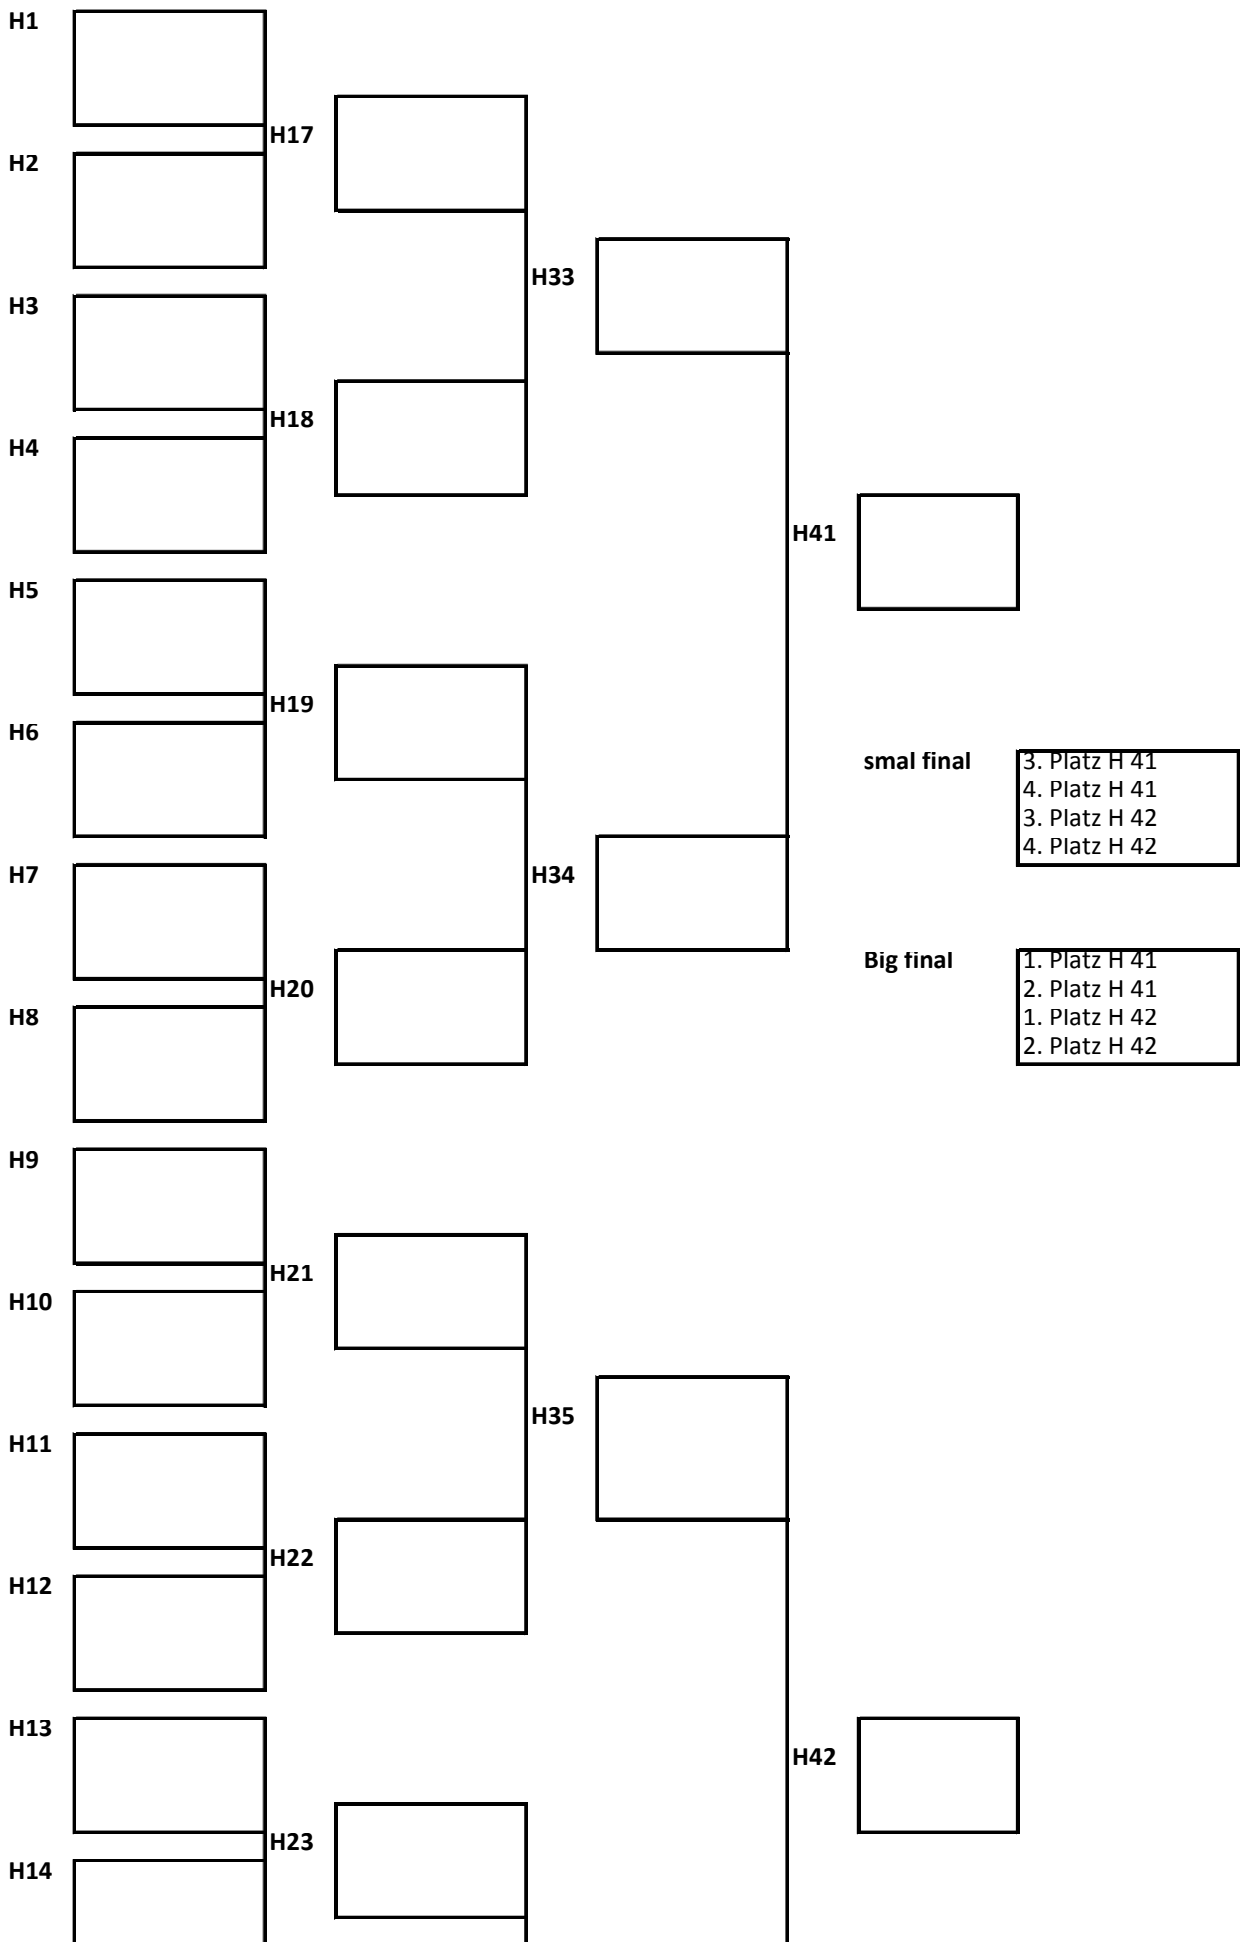 H1
H17
H2
H33
H3
H18
H4
H41
H5
H19
H6
smal final
3. Platz H 41
4. Platz H 41
3. Platz H 42
4. Platz H 42
H7
H34
Big final
1. Platz H 41
2. Platz H 41
1. Platz H 42
2. Platz H 42
H20
H8
H9
H21
H10
H35
H11
H22
H12
H13
H42
H23
H14